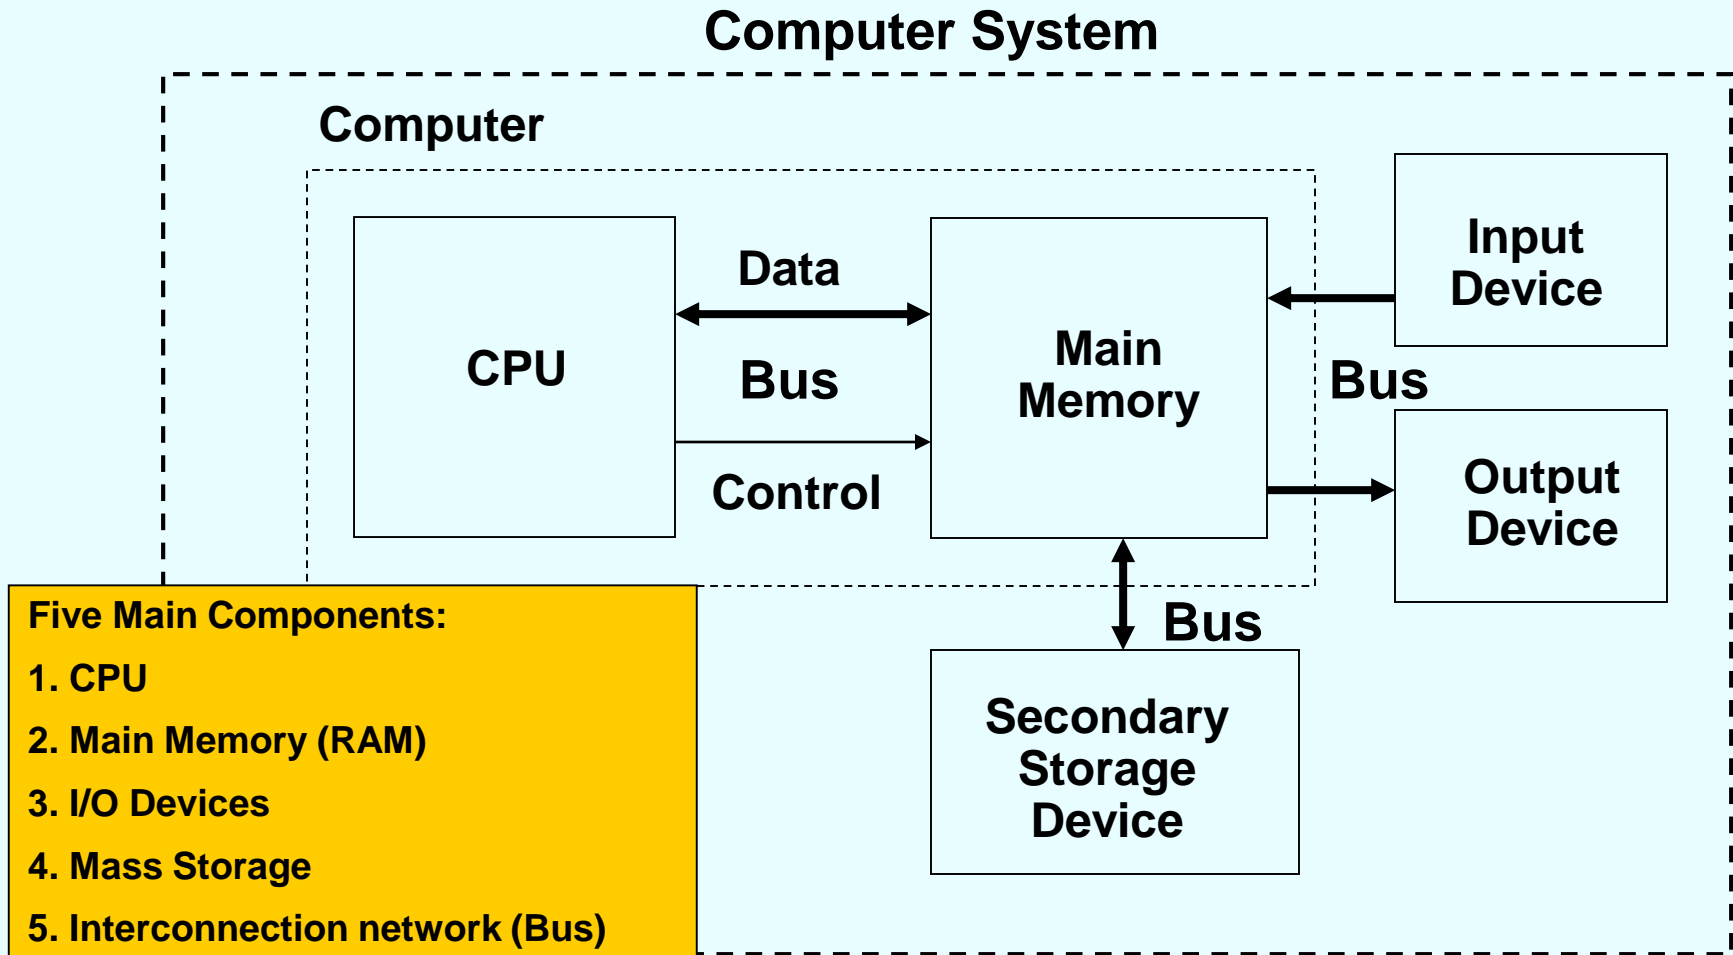 Computer System
Computer
CPU
Data
Bus
Control
Main
Memory
Input
Device
Bus
Output
Device
Bus
Secondary
Storage
Device
Five Main Components:
1. CPU
2. Main Memory (RAM)
3. I/O Devices
4. Mass Storage
5. Interconnection network (Bus)